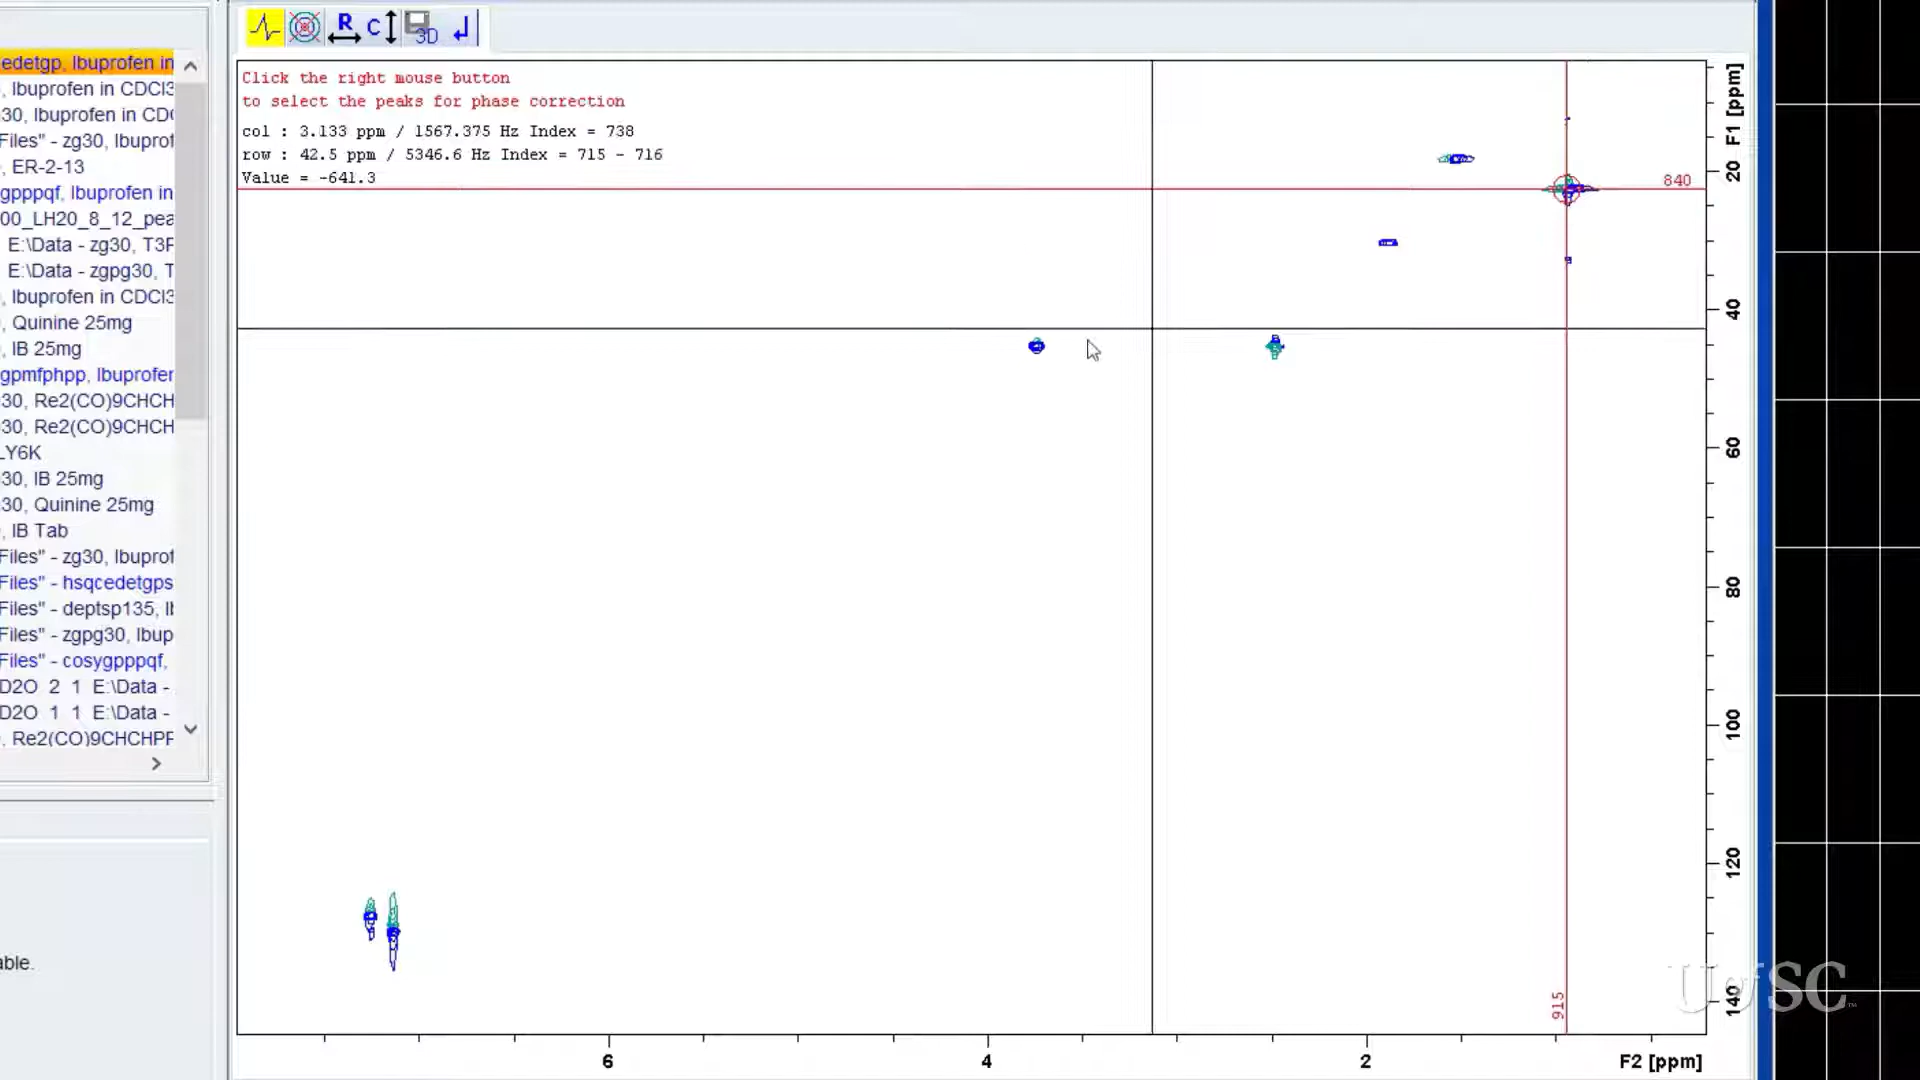 R
C
3D
edetgp, Ibuprofen in
, Ibuprofen in CDCl3
30, Ibuprofen in CD
Files" - zg30, Ibuprof
, ER-2-13
gpppqf, Ibuprofen in
00_LH20_8_12_pea
E:\Data - zg30, T3F
E:\Data - zgpg30, T
, Ibuprofen in CDCl3
, Quinine 25mg
, IB 25mg
gpmfphpp, Ibuprofen
30, Re2(CO)9CHCH
30, Re2(CO)9CHCH
LY6K
30, IB 25mg
30, Quinine 25mg
, IB Tab
Files" - zg30, Ibuprof
Files" - hsqcedetgps
Files" - deptsp135, Ib
Files" - zgpg30, Ibup
Files" - cosygpppqf,
D2O 2 1 E:\Data -
D2O 1 1 E:\Data -
, Re2(CO)9CHCHPF
able.
Click the right mouse button
to select the peaks for phase correction
col : 3.133 ppm / 1567.375 Hz Index = 738
row : 42.5 ppm / 5346.6 Hz Index = 715 - 716
Value = -641.3
840
915
F1 [ppm]
20
40
60
80
100
120
140
6
4
2
F2 [ppm]
UofSC